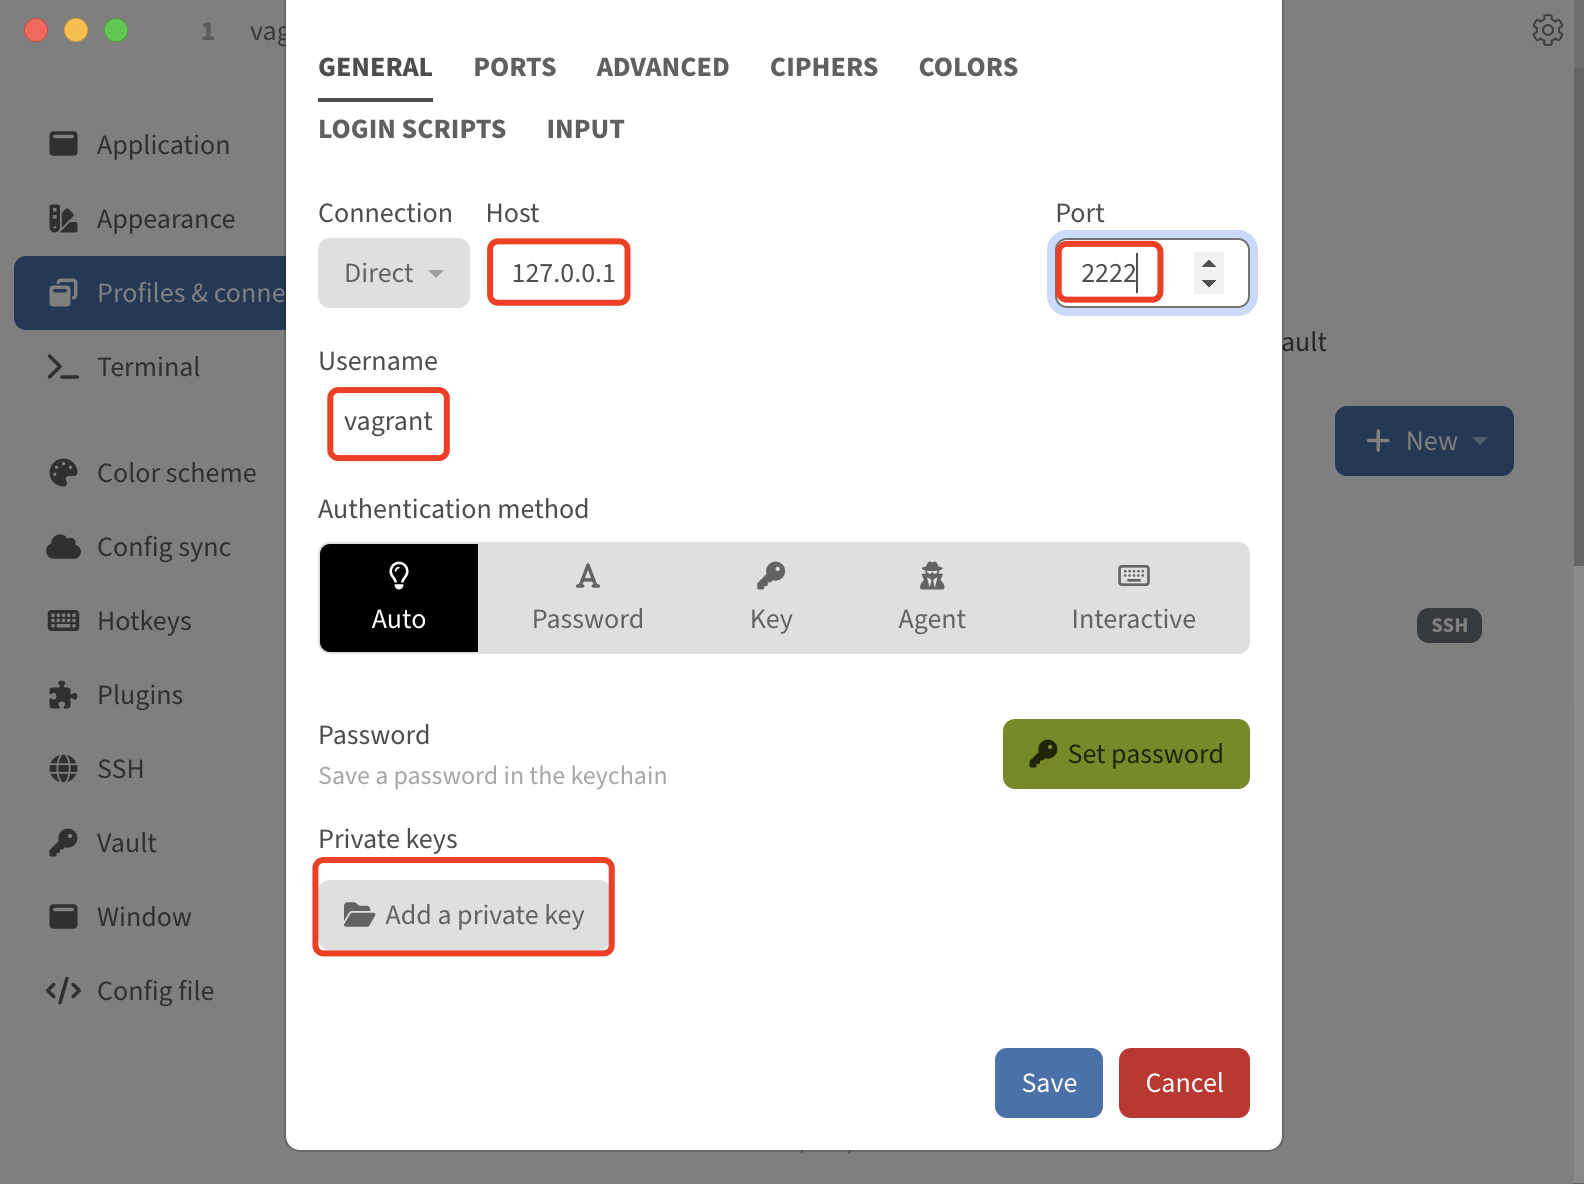 1 vag
Application
Appearance
Profiles & conne
Terminal
Color scheme
Config sync
Hotkeys
Plugins
SSH
Vault
Window
Config file
GENERAL PORTS ADVANCED CIPHERS COLORS
LOGIN SCRIPTS INPUT
Connection Host Port
Direct 127.0.0.1 2222
Username
vagrant
Authentication method
Auto Password Key Agent Interactive
Password
Save a password in the keychain
Set password
Private keys
Add a private key
Save Cancel
ault
New
SSH